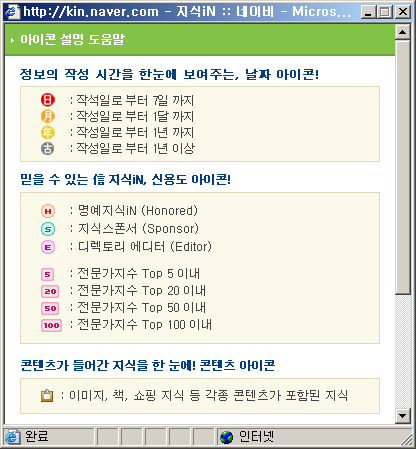 http://kin.naver.com - 지식iN :: 네이버 - Micros...
아이콘 설명 도움말
정보의 작성 시간을 한눈에 보여주는, 날짜 아이콘!
日 : 작석일로 부터 7일 까지
月 : 작성일로 부터 1달 까지
年 : 작성일로 부터 1년 까지
古 : 작성일로 부터 1년 이상
믿을 수 있는 信 지식iN, 신용도 아이콘!
H : 명예지식iN (Honored)
S : 지식스폰서 (Sponsor)
E : 디렉토리 에디터 (Editor)
5 : 전문가지수 Top 5 이내
20 : 전문가지수 Top 20 이내
50 : 전문가지수 Top 50 이내
100 : 전문가지수 Top 100 이내
콘텐츠가 들어간 지식을 한 눈에! 콘텐츠 아이콘
: 이미지, 책, 쇼핑 지식 등 각종 콘텐츠가 포함된 지식
완료 인터넷